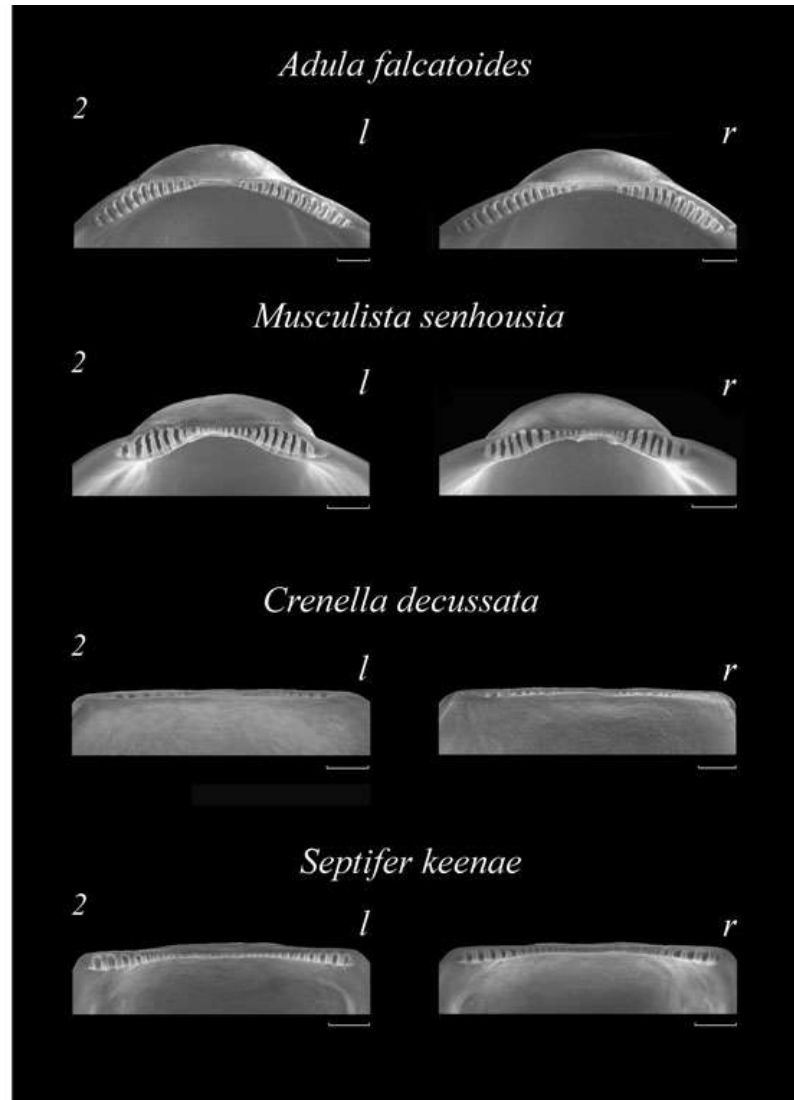 Adula falcatoides
2 l r
Musculista senhousia
2 l r
Crenella decussata
2 l r
Septifer keenae
2 l r